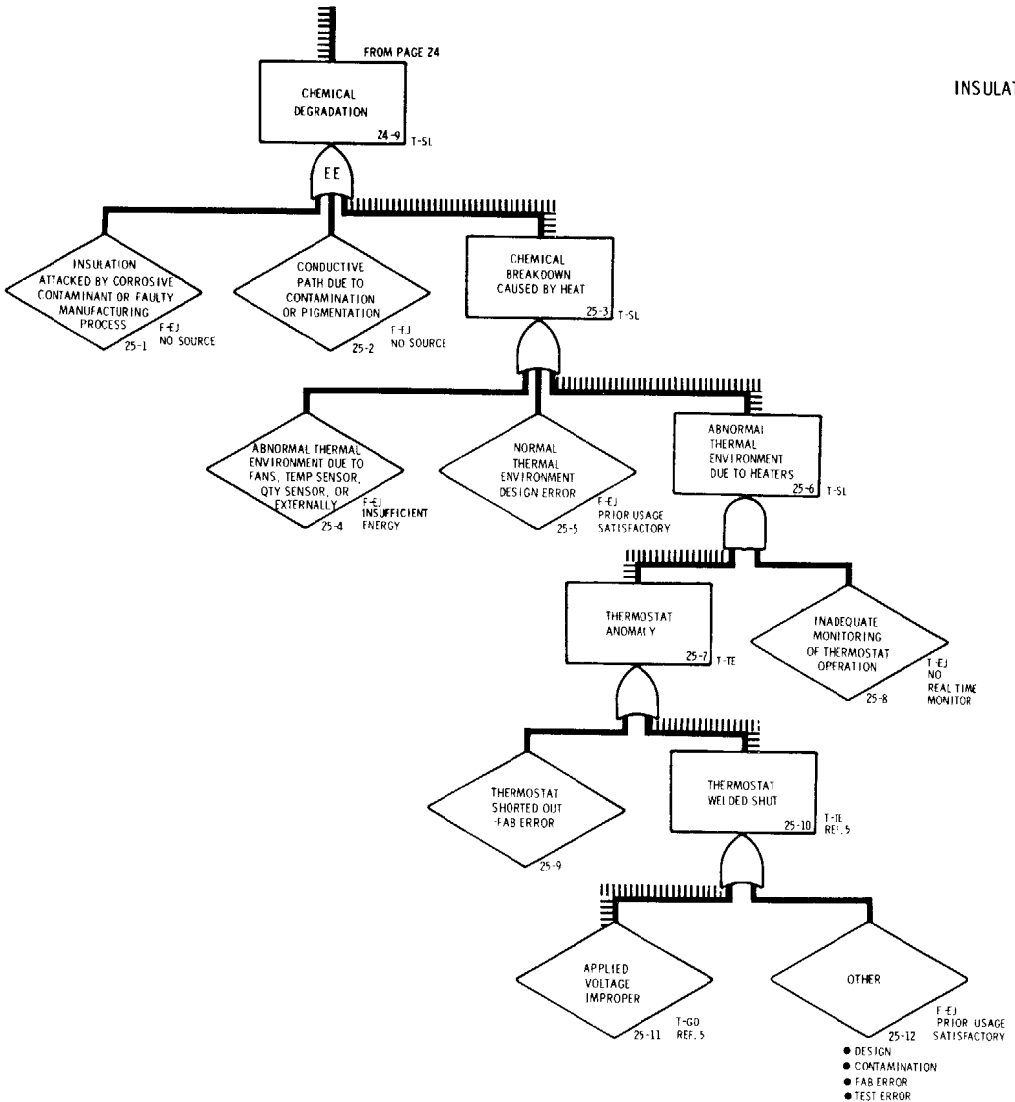 FROM PAGE 24
INSULAT
CHEMICAL
DEGRADATION
24-9
T-SL
EE
INSULATION
ATTACKED BY CORROSIVE
CONTAMINANT OR FAULTY
MANUFACTURING
PROCESS
25-1
F-EJ
NO SOURCE
CONDUCTIVE
PATH DUE TO
CONTAMINATION
OR PIGMENTATION
25-2
F-EJ
NO SOURCE
CHEMICAL
BREAKDOWN
CAUSED BY HEAT
25-3
T-SL
ABNORMAL THERMAL
ENVIRONMENT DUE TO
FANS, TEMP SENSOR,
QTY SENSOR, OR
EXTERNALLY
25-4
F-EJ
INSUFFICIENT
ENERGY
NORMAL
THERMAL
ENVIRONMENT
DESIGN ERROR
25-5
F-EJ
PRIOR USAGE
SATISFACTORY
ABNORMAL
THERMAL
ENVIRONMENT
DUE TO HEATERS
25-6
T-SL
THERMOSTAT
ANOMALY
25-7
T-TE
INADEQUATE
MONITORING
OF THERMOSTAT
OPERATION
25-8
T-EJ
NO
REAL TIME
MONITOR
THERMOSTAT
SHORTED OUT
-FAB ERROR
25-9
THERMOSTAT
WELDED SHUT
25-10
T-TE
REF. 5
APPLIED
VOLTAGE
IMPROPER
25-11
T-GD
REF. 5
OTHER
25-12
F-EJ
PRIOR USAGE
SATISFACTORY
● DESIGN
● CONTAMINATION
● FAB ERROR
● TEST ERROR